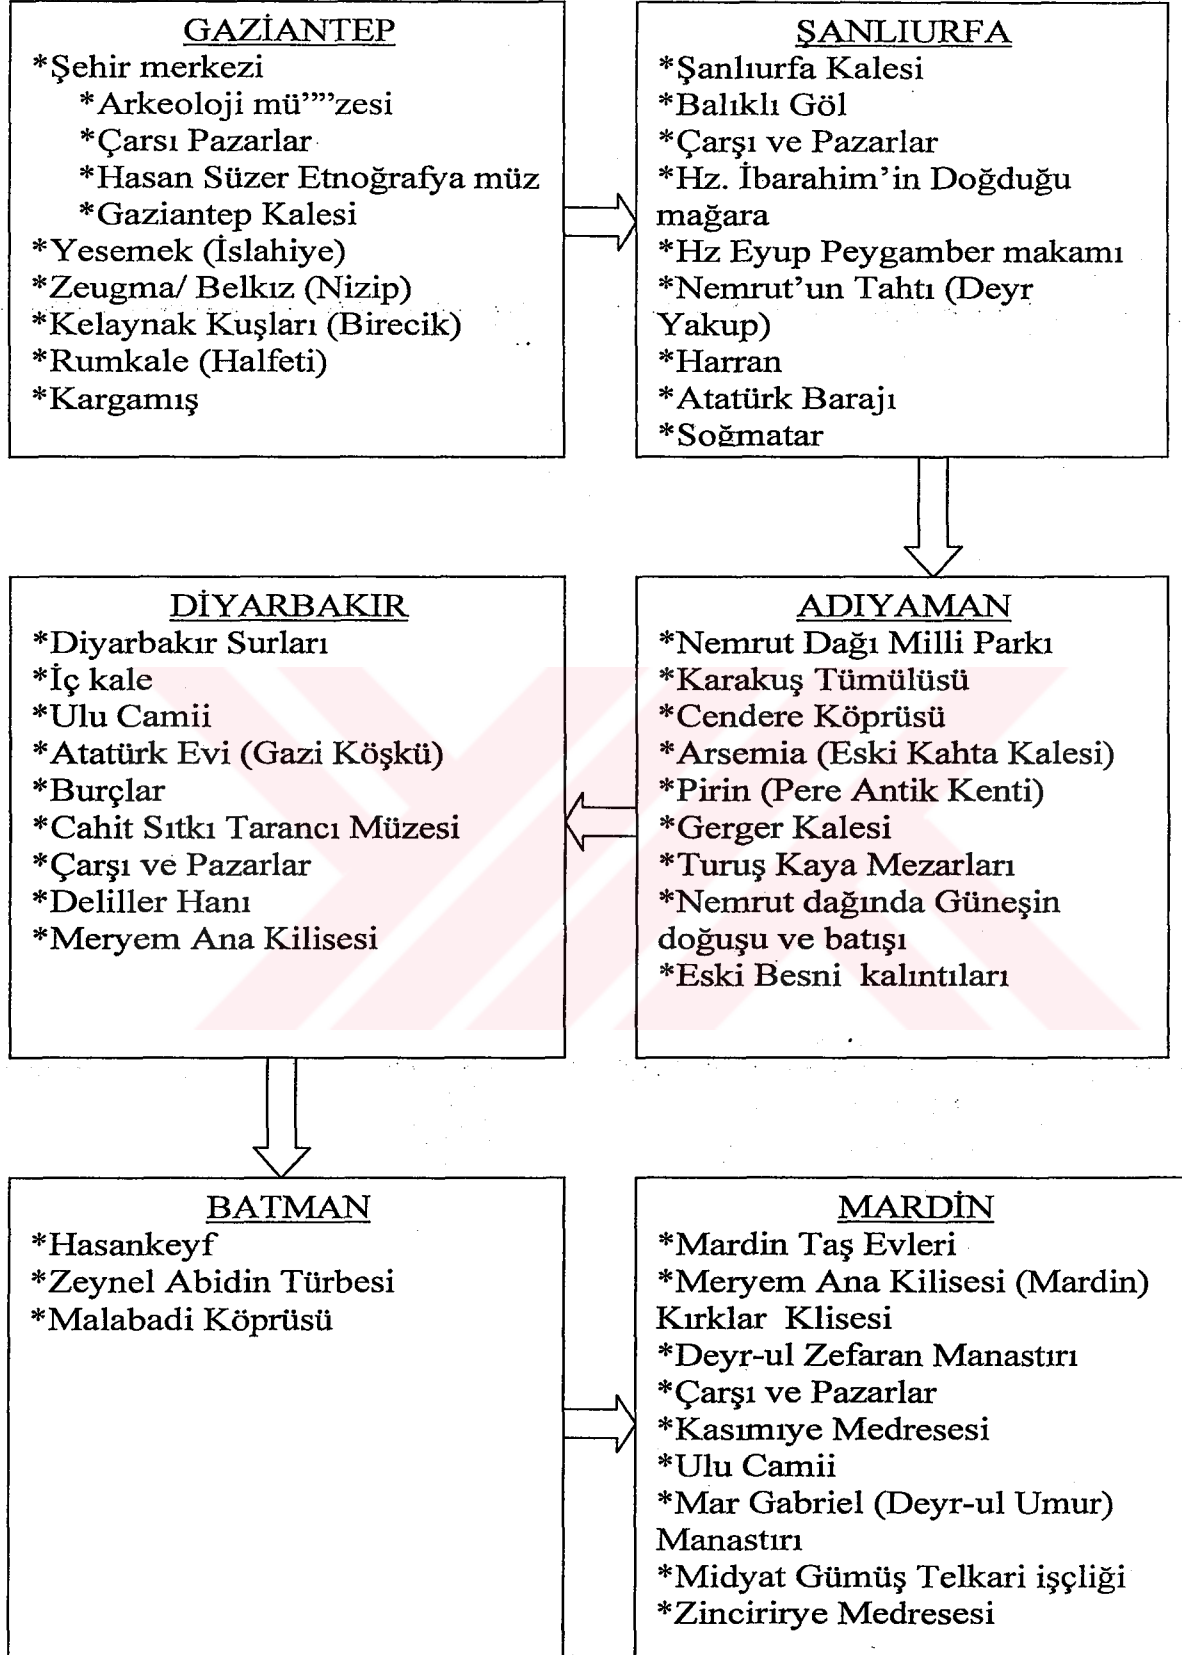 GAZİANTEP
*Şehir merkezi
*Arkeoloji mü””zesi
*Çarsı Pazarlar
*Hasan Süzer Etnoğrafya müz
*Gaziantep Kalesi
*Yesemek (İslahiye)
*Zeugma/ Belkız (Nizip)
*Kelaynak Kuşları (Birecik)
*Rumkale (Halfeti)
*Kargamış
ŞANLIURFA
*Şanlıurfa Kalesi
*Balıklı Göl
*Çarşı ve Pazarlar
*Hz. İbarahim’in Doğduğu
mağara
*Hz Eyup Peygamber makamı
*Nemrut’un Tahtı (Deyr
Yakup)
*Harran
*Atatürk Barajı
*Soğmatar
ADIYAMAN
*Nemrut Dağı Milli Parkı
*Karakuş Tümülüsü
*Cendere Köprüsü
*Arsemia (Eski Kahta Kalesi)
*Pirin (Pere Antik Kenti)
*Gerger Kalesi
*Turuş Kaya Mezarları
*Nemrut dağında Güneşin
doğuşu ve batışı
*Eski Besni kalıntıları
DİYARBAKIR
*Diyarbakır Surları
*İç kale
*Ulu Camii
*Atatürk Evi (Gazi Köşkü)
*Burçlar
*Cahit Sıtkı Tarancı Müzesi
*Çarşı ve Pazarlar
*Deliller Hanı
*Meryem Ana Kilisesi
BATMAN
*Hasankeyf
*Zeynel Abidin Türbesi
*Malabadi Köprüsü
MARDİN
*Mardin Taş Evleri
*Meryem Ana Kilisesi (Mardin)
Kırklar Klisesi
*Deyr-ul Zefaran Manastırı
*Çarşı ve Pazarlar
*Kasımıye Medresesi
*Ulu Camii
*Mar Gabriel (Deyr-ul Umur)
Manastırı
*Midyat Gümüş Telkari işçliği
*Zincirirye Medresesi